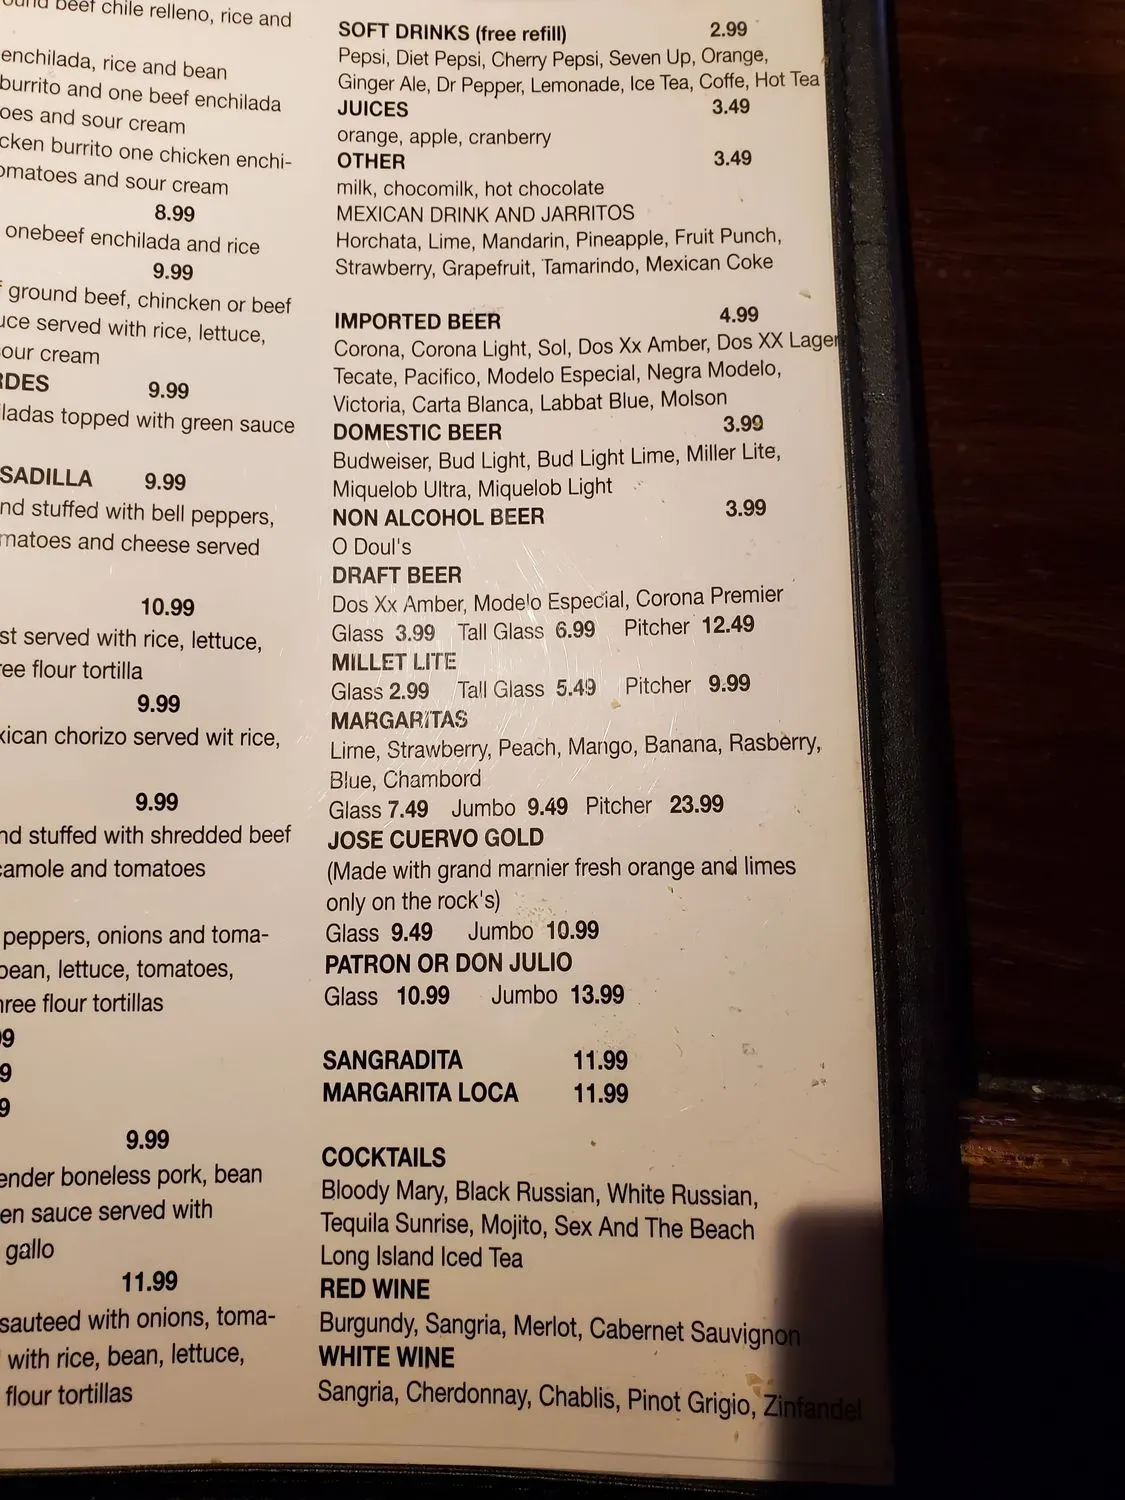 ound beef chile relleno, rice and
enchilada, rice and bean
burrito and one beef enchilada
oes and sour cream
cken burrito one chicken enchi-
omatoes and sour cream
8.99
onebeef enchilada and rice
9.99
f ground beef, chincken or beef
uce served with rice, lettuce,
our cream
RDES 9.99
lladas topped with green sauce
SADILLA 9.99
nd stuffed with bell peppers,
matoes and cheese served
10.99
st served with rice, lettuce,
ree flour tortilla
9.99
xican chorizo served wit rice,
9.99
nd stuffed with shredded beef
camole and tomatoes
peppers, onions and toma-
bean, lettuce, tomatoes,
hree flour tortillas
99
9
9
9.99
ender boneless pork, bean
en sauce served with
gallo
11.99
sauteed with onions, toma-
with rice, bean, lettuce,
flour tortillas
SOFT DRINKS (free refill) 2.99
Pepsi, Diet Pepsi, Cherry Pepsi, Seven Up, Orange,
Ginger Ale, Dr Pepper, Lemonade, Ice Tea, Coffe, Hot Tea
JUICES 3.49
orange, apple, cranberry
OTHER 3.49
milk, chocomilk, hot chocolate
MEXICAN DRINK AND JARRITOS
Horchata, Lime, Mandarin, Pineapple, Fruit Punch,
Strawberry, Grapefruit, Tamarindo, Mexican Coke
IMPORTED BEER 4.99
Corona, Corona Light, Sol, Dos Xx Amber, Dos XX Lager
Tecate, Pacifico, Modelo Especial, Negra Modelo,
Victoria, Carta Blanca, Labbat Blue, Molson
DOMESTIC BEER 3.99
Budweiser, Bud Light, Bud Light Lime, Miller Lite,
Miquelob Ultra, Miquelob Light
NON ALCOHOL BEER 3.99
O Doul's
DRAFT BEER
Dos Xx Amber, Modelo Especial, Corona Premier
Glass 3.99 Tall Glass 6.99 Pitcher 12.49
MILLET LITE
Glass 2.99 Tall Glass 5.49 Pitcher 9.99
MARGARITAS
Lime, Strawberry, Peach, Mango, Banana, Rasberry,
Blue, Chambord
Glass 7.49 Jumbo 9.49 Pitcher 23.99
JOSE CUERVO GOLD
(Made with grand marnier fresh orange and limes
only on the rock's)
Glass 9.49 Jumbo 10.99
PATRON OR DON JULIO
Glass 10.99 Jumbo 13.99
SANGRADITA 11.99
MARGARITA LOCA 11.99
COCKTAILS
Bloody Mary, Black Russian, White Russian,
Tequila Sunrise, Mojito, Sex And The Beach
Long Island Iced Tea
RED WINE
Burgundy, Sangria, Merlot, Cabernet Sauvignon
WHITE WINE
Sangria, Cherdonnay, Chablis, Pinot Grigio, Zinfandel